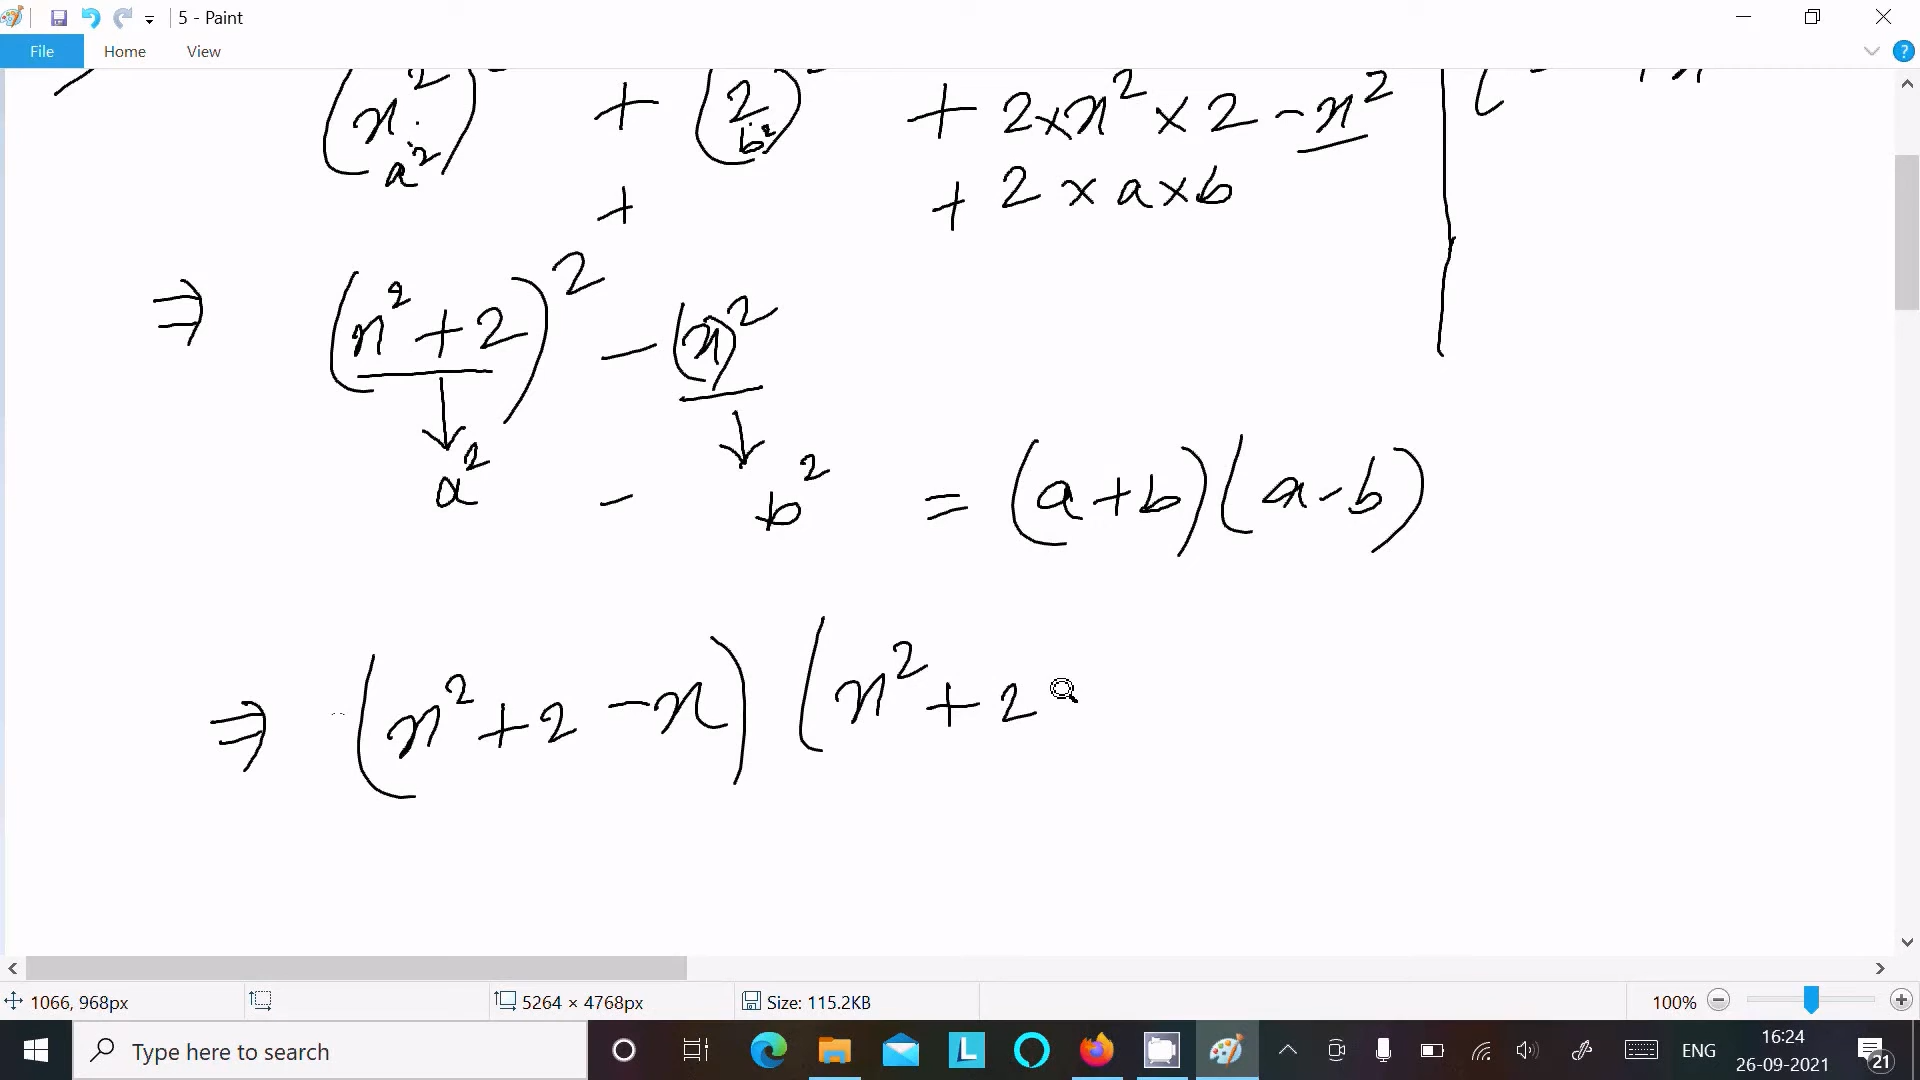 5 - Paint
File Home View
(x²)² + (2)² + 2×x²×2 - x²
a² + b² + 2×a×b
⇒ (x²+2)² - (x)²
a² - b² = (a+b)(a-b)
⇒ (x²+2-x) (x²+2
1066, 968px 5264 × 4768px Size: 115.2KB 100%
Type here to search L ENG 16:24
26-09-2021 21